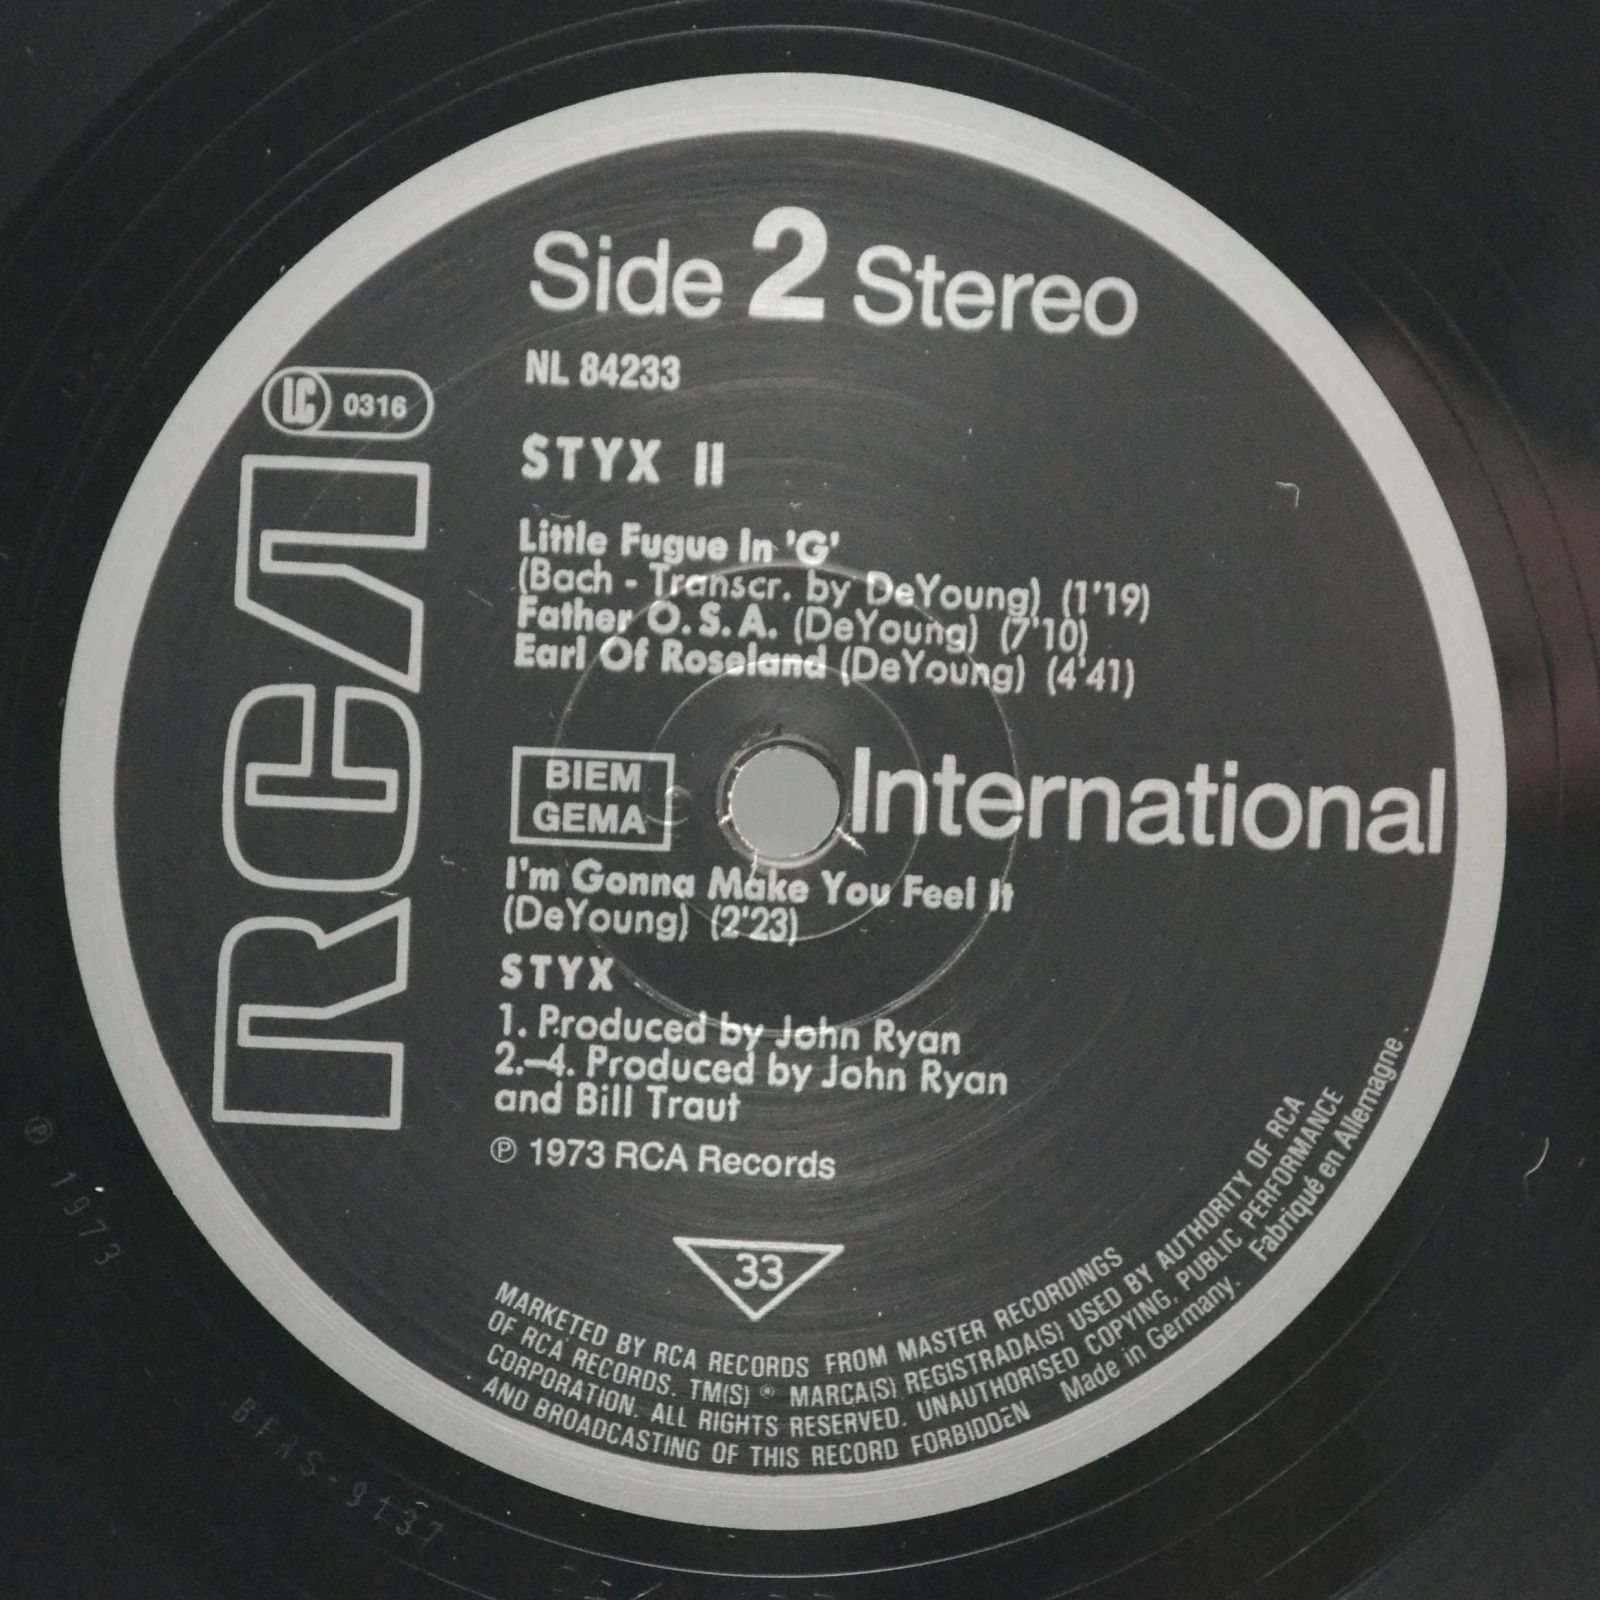 Side 2 Stereo
NL 84233
LC 0316
RCA
STYX II
Little Fugue In 'G'
(Bach - Transcr. by DeYoung) (1'19)
Father O.S.A. (DeYoung) (7'10)
Earl Of Roseland (DeYoung) (4'41)
BIEM
GEMA
International
I'm Gonna Make You Feel It
(DeYoung) (2'23)
STYX
1. Produced by John Ryan
2.–4. Produced by John Ryan
and Bill Traut
℗ 1973 RCA Records
33
MARKETED BY RCA RECORDS FROM MASTER RECORDINGS
OF RCA RECORDS. TM(S) ® MARCA(S) REGISTRADA(S) USED BY AUTHORITY OF RCA
CORPORATION. ALL RIGHTS RESERVED. UNAUTHORISED COPYING. PUBLIC PERFORMANCE
AND BROADCASTING OF THIS RECORD FORBIDDEN Made in Germany. Fabriqué en Allemagne.
℗ 1973